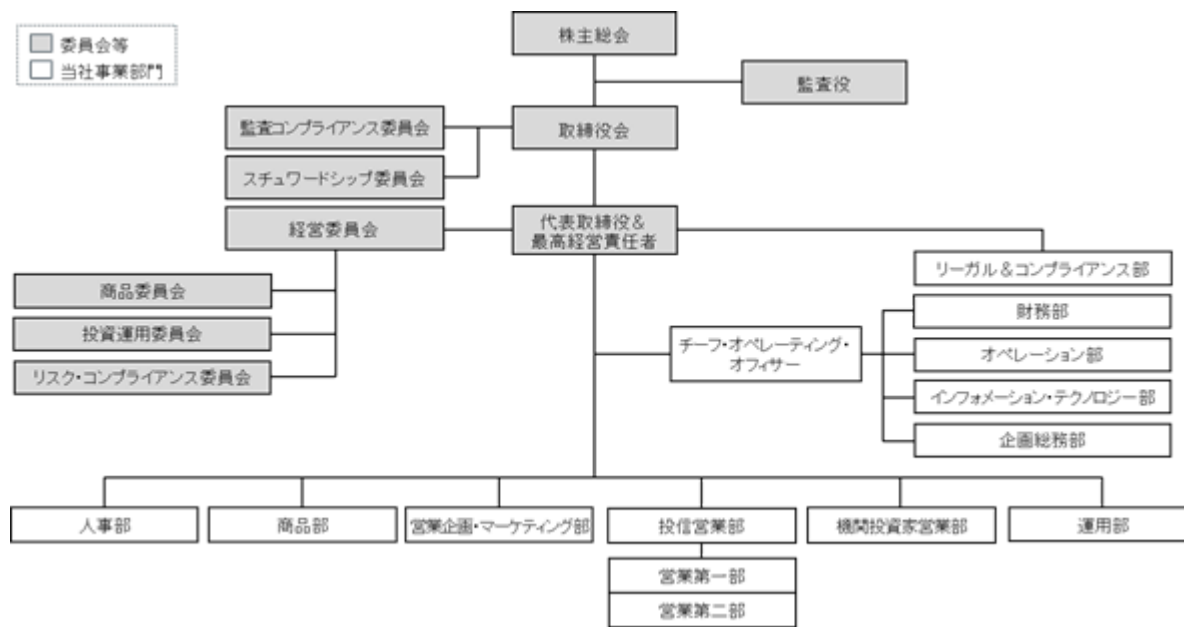 委員会等
当社事業部門
株主総会
監査役
監査コンプライアンス委員会
取締役会
スチュワードシップ委員会
経営委員会
代表取締役&
最高経営責任者
リーガル&コンプライアンス部
商品委員会
財務部
投資運用委員会
チーフ・オペレーティング・
オフィサー
オペレーション部
リスク・コンプライアンス委員会
インフォメーション・テクノロジー部
企画総務部
人事部
商品部
営業企画・マーケティング部
投信営業部
機関投資家営業部
運用部
営業第一部
営業第二部